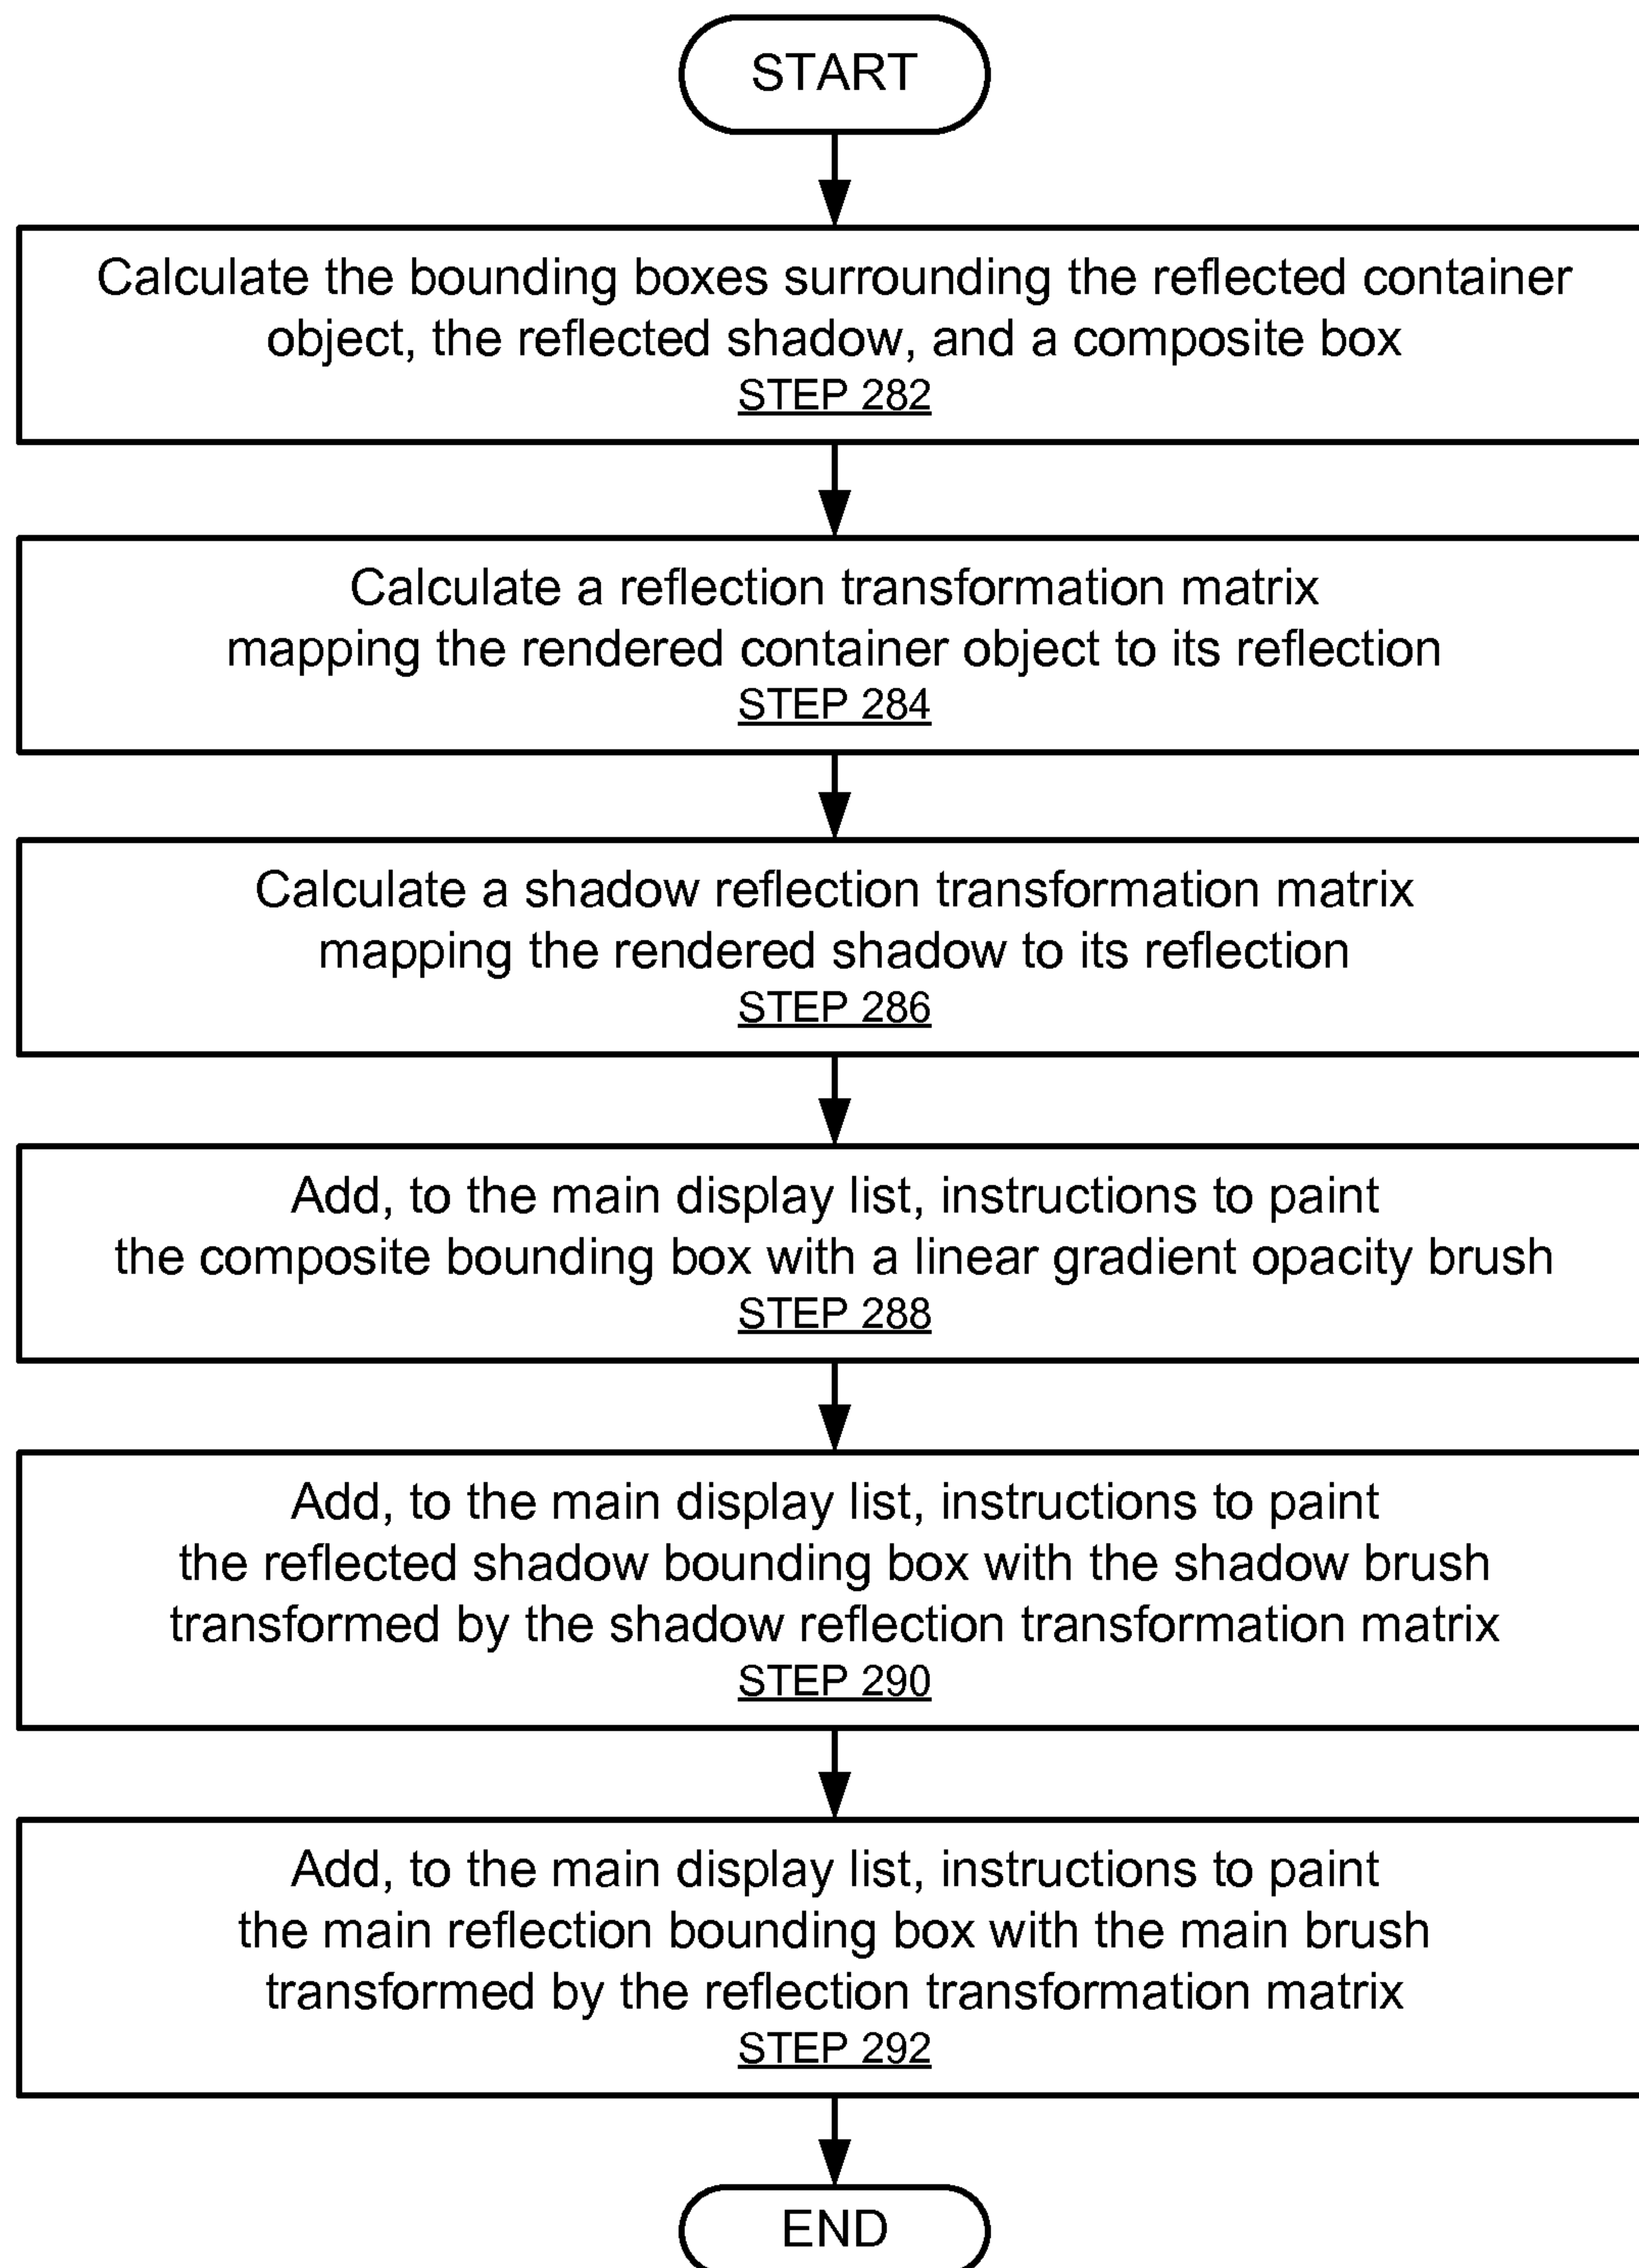 START
Calculate the bounding boxes surrounding the reflected container
object, the reflected shadow, and a composite box
STEP 282
Calculate a reflection transformation matrix
mapping the rendered container object to its reflection
STEP 284
Calculate a shadow reflection transformation matrix
mapping the rendered shadow to its reflection
STEP 286
Add, to the main display list, instructions to paint
the composite bounding box with a linear gradient opacity brush
STEP 288
Add, to the main display list, instructions to paint
the reflected shadow bounding box with the shadow brush
transformed by the shadow reflection transformation matrix
STEP 290
Add, to the main display list, instructions to paint
the main reflection bounding box with the main brush
transformed by the reflection transformation matrix
STEP 292
END